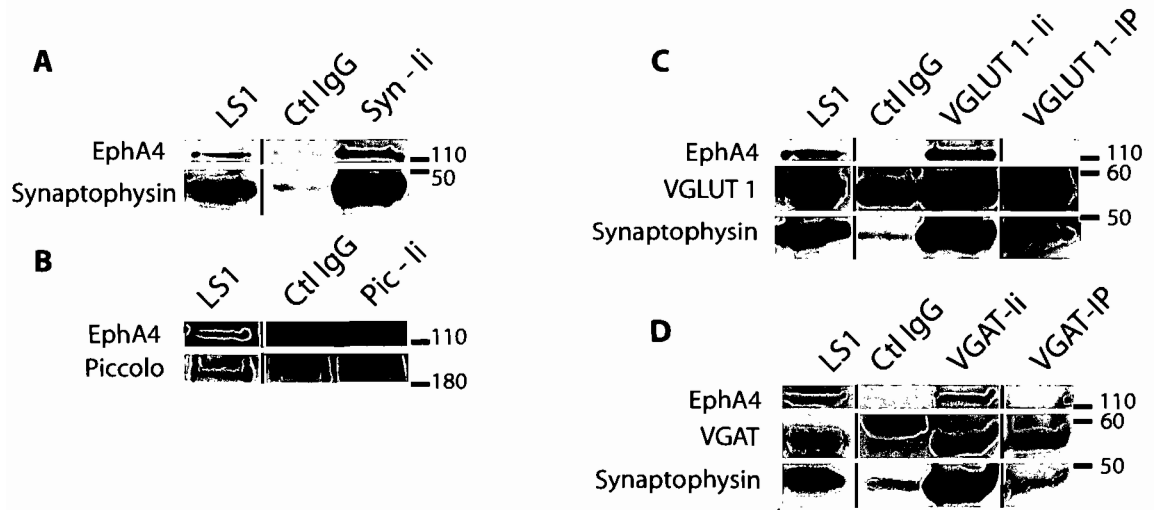 A
LS1
Ctl IgG
Syn - Ii
EphA4
110
50
Synaptophysin
B
LS1
Ctl IgG
Pic - Ii
EphA4
110
Piccolo
180
C
LS1
Ctl IgG
VGLUT 1- Ii
VGLUT 1- IP
EphA4
110
60
VGLUT 1
50
Synaptophysin
D
LS1
Ctl IgG
VGAT-Ii
VGAT-IP
EphA4
110
60
VGAT
50
Synaptophysin